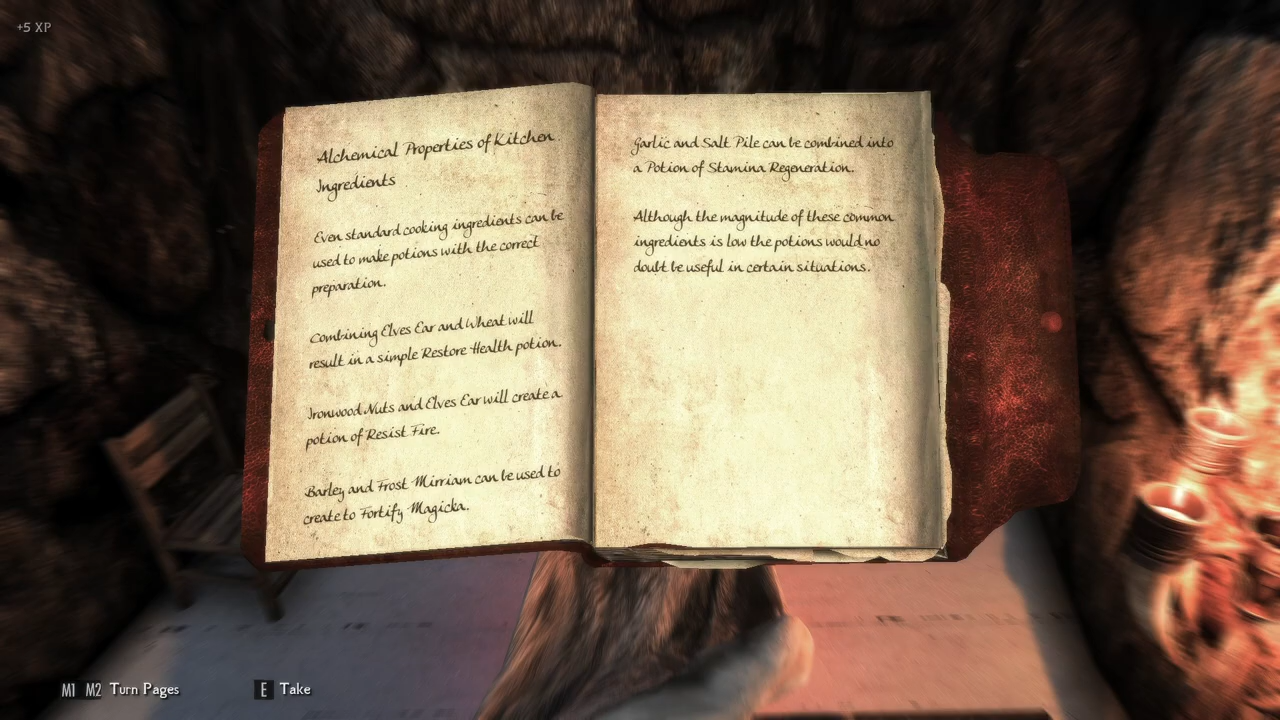 +5 XP
Alchemical Properties of Kitchen
Ingredients
Even standard cooking ingredients can be
used to make potions with the correct
preparation.
Combining Elves Ear and Wheat will
result in a simple Restore Health potion.
Ironwood Nuts and Elves Ear will create a
potion of Resist Fire.
Barley and Frost Mirriam can be used to
create to Fortify Magicka.
Garlic and Salt Pile can be combined into
a Potion of Stamina Regeneration.
Although the magnitude of these common
ingredients is low the potions would no
doubt be useful in certain situations.
M1 M2 Turn Pages
E Take